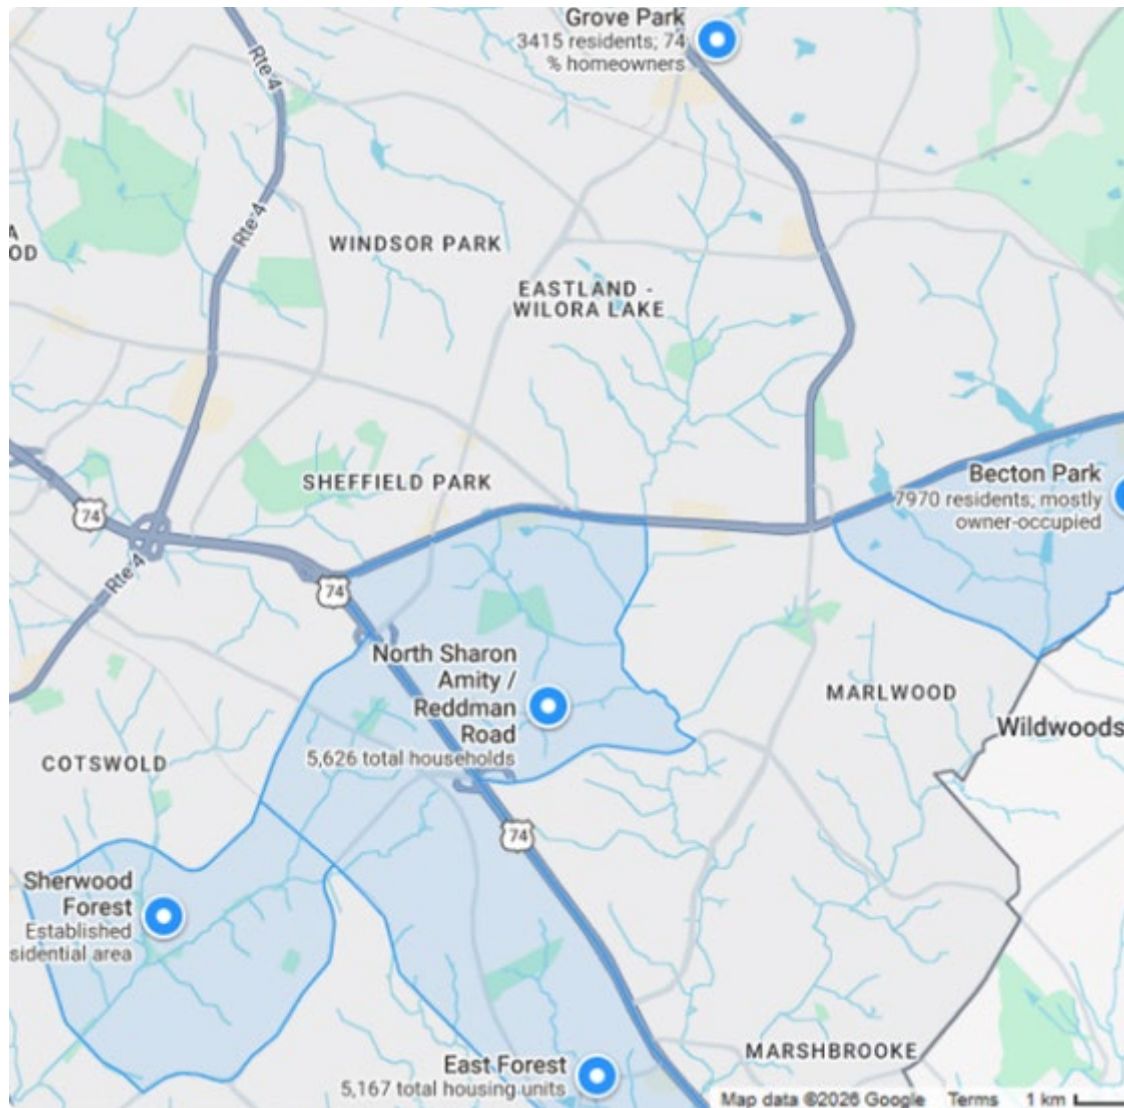 Grove Park
3415 residents; 74
% homeowners
Rte 4
Rte 4
WINDSOR PARK
A
OD
EASTLAND -
WILORA LAKE
SHEFFIELD PARK
Becton Park
7970 residents; mostly
owner-occupied
74
Rte 4
74
North Sharon
Amity /
Reddman
Road
5,626 total households
MARLWOOD
Wildwoods
COTSWOLD
74
Sherwood
Forest
Established
sidential area
East Forest
5,167 total housing units
MARSHBROOKE
Map data ©2026 Google
Terms
1 km